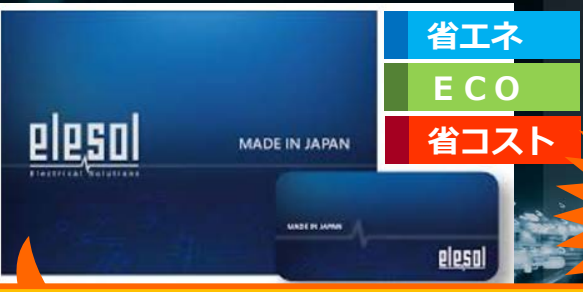 省エネ
ECO
省コスト
elesol
Electrical Solutions
MADE IN JAPAN
MADE IN JAPAN
elesol